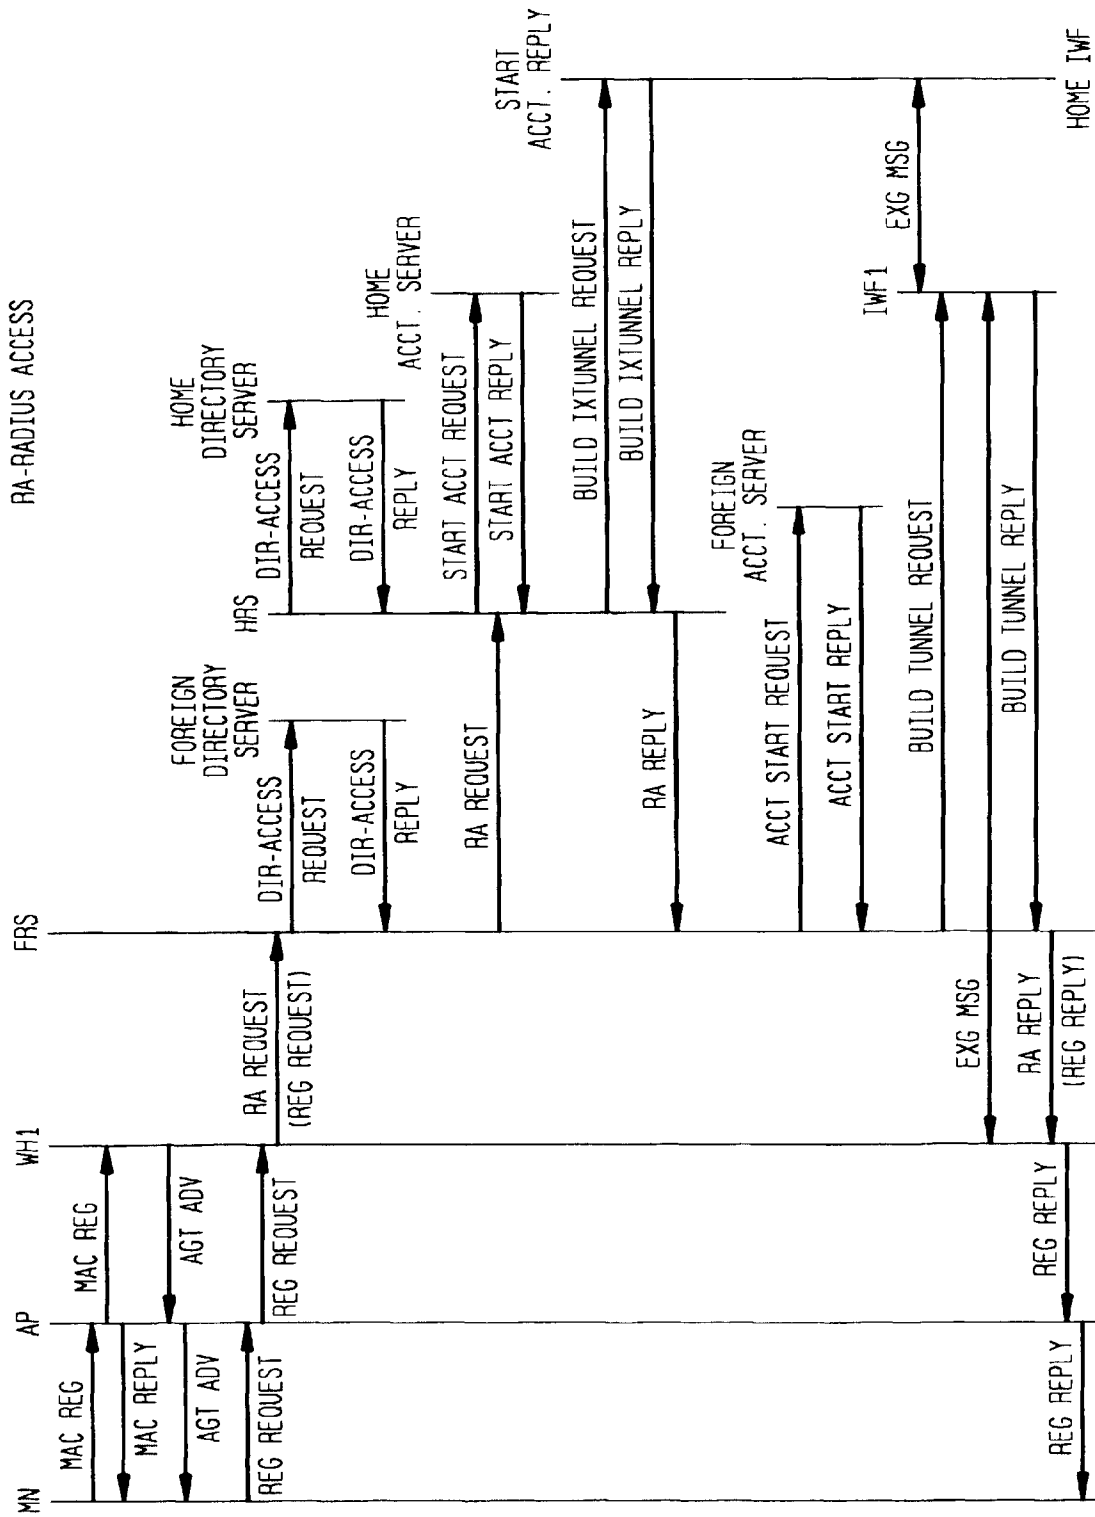 RA-RADIUS ACCESS
MN
AP
WH1
FRS
FOREIGN
DIRECTORY
SERVER
HRS
HOME
DIRECTORY
SERVER
HOME
ACCT. SERVER
START
ACCT. REPLY
MAC REG
MAC REG
MAC REPLY
AGT ADV
AGT ADV
REG REQUEST
REG REQUEST
RA REQUEST
(REG REQUEST)
DIR-ACCESS
REQUEST
DIR-ACCESS
REPLY
DIR-ACCESS
REQUEST
DIR-ACCESS
REPLY
START ACCT REQUEST
START ACCT REPLY
RA REQUEST
BUILD IXTUNNEL REQUEST
BUILD IXTUNNEL REPLY
RA REPLY
FOREIGN
ACCT. SERVER
ACCT START REQUEST
ACCT START REPLY
IWF1
EXG MSG
BUILD TUNNEL REQUEST
EXG MSG
BUILD TUNNEL REPLY
RA REPLY
(REG REPLY)
REG REPLY
REG REPLY
HOME IWF